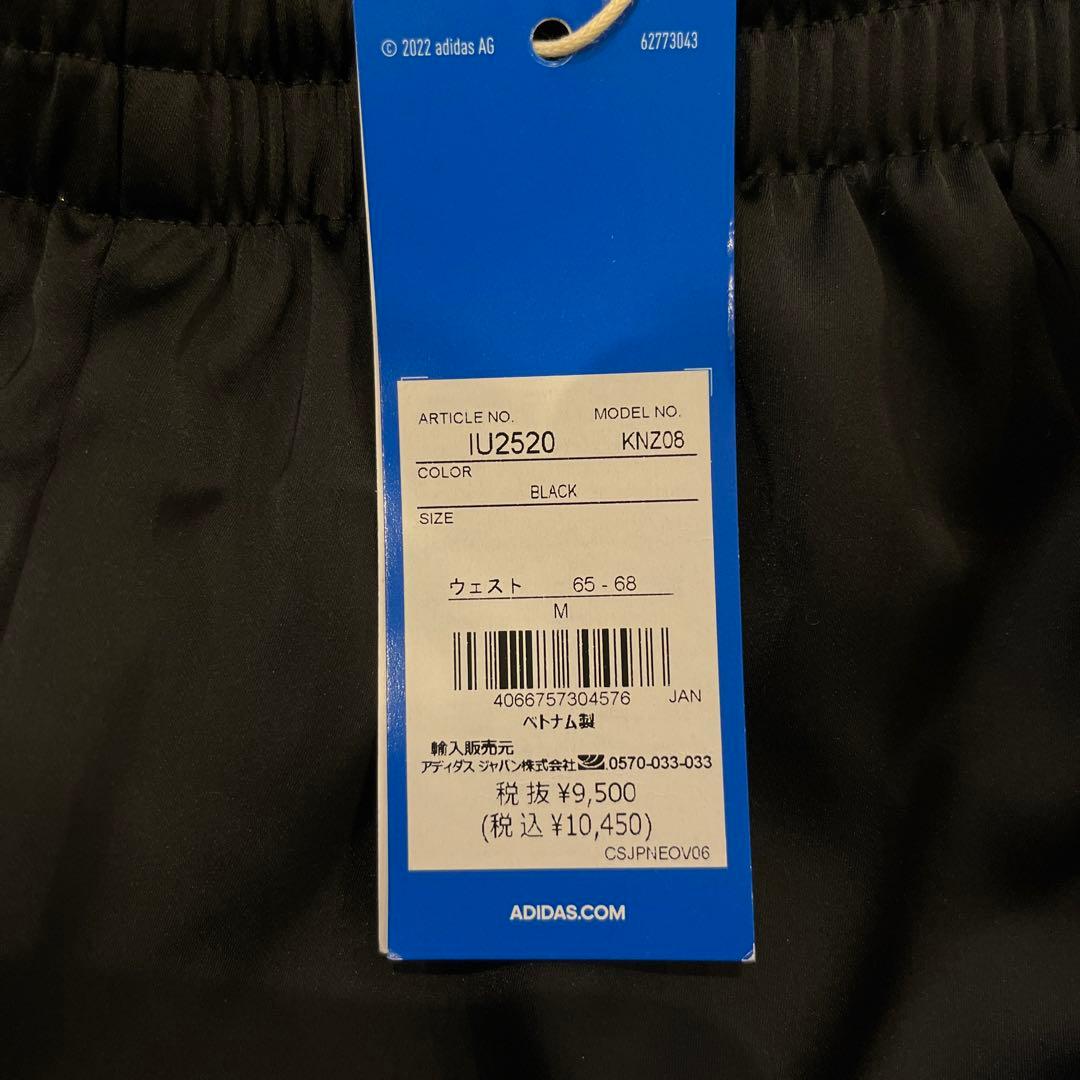 © 2022 adidas AG 62773043
ARTICLE NO. MODEL NO.
IU2520 KNZ08
COLOR
BLACK
SIZE
ウェスト 65 - 68
M
4066757304576 JAN
ベトナム製
輸入販売元
アディダス ジャパン株式会社 .0570-033-033
税抜 ¥9,500
(税込 ¥10,450)
CSJPNEOV06
ADIDAS.COM